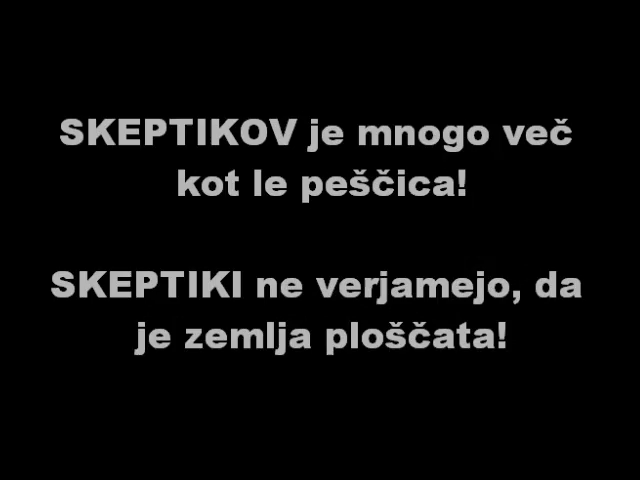 SKEPTIKOV je mnogo več
kot le peščica!
SKEPTIKI ne verjamejo, da
je zemlja ploščata!